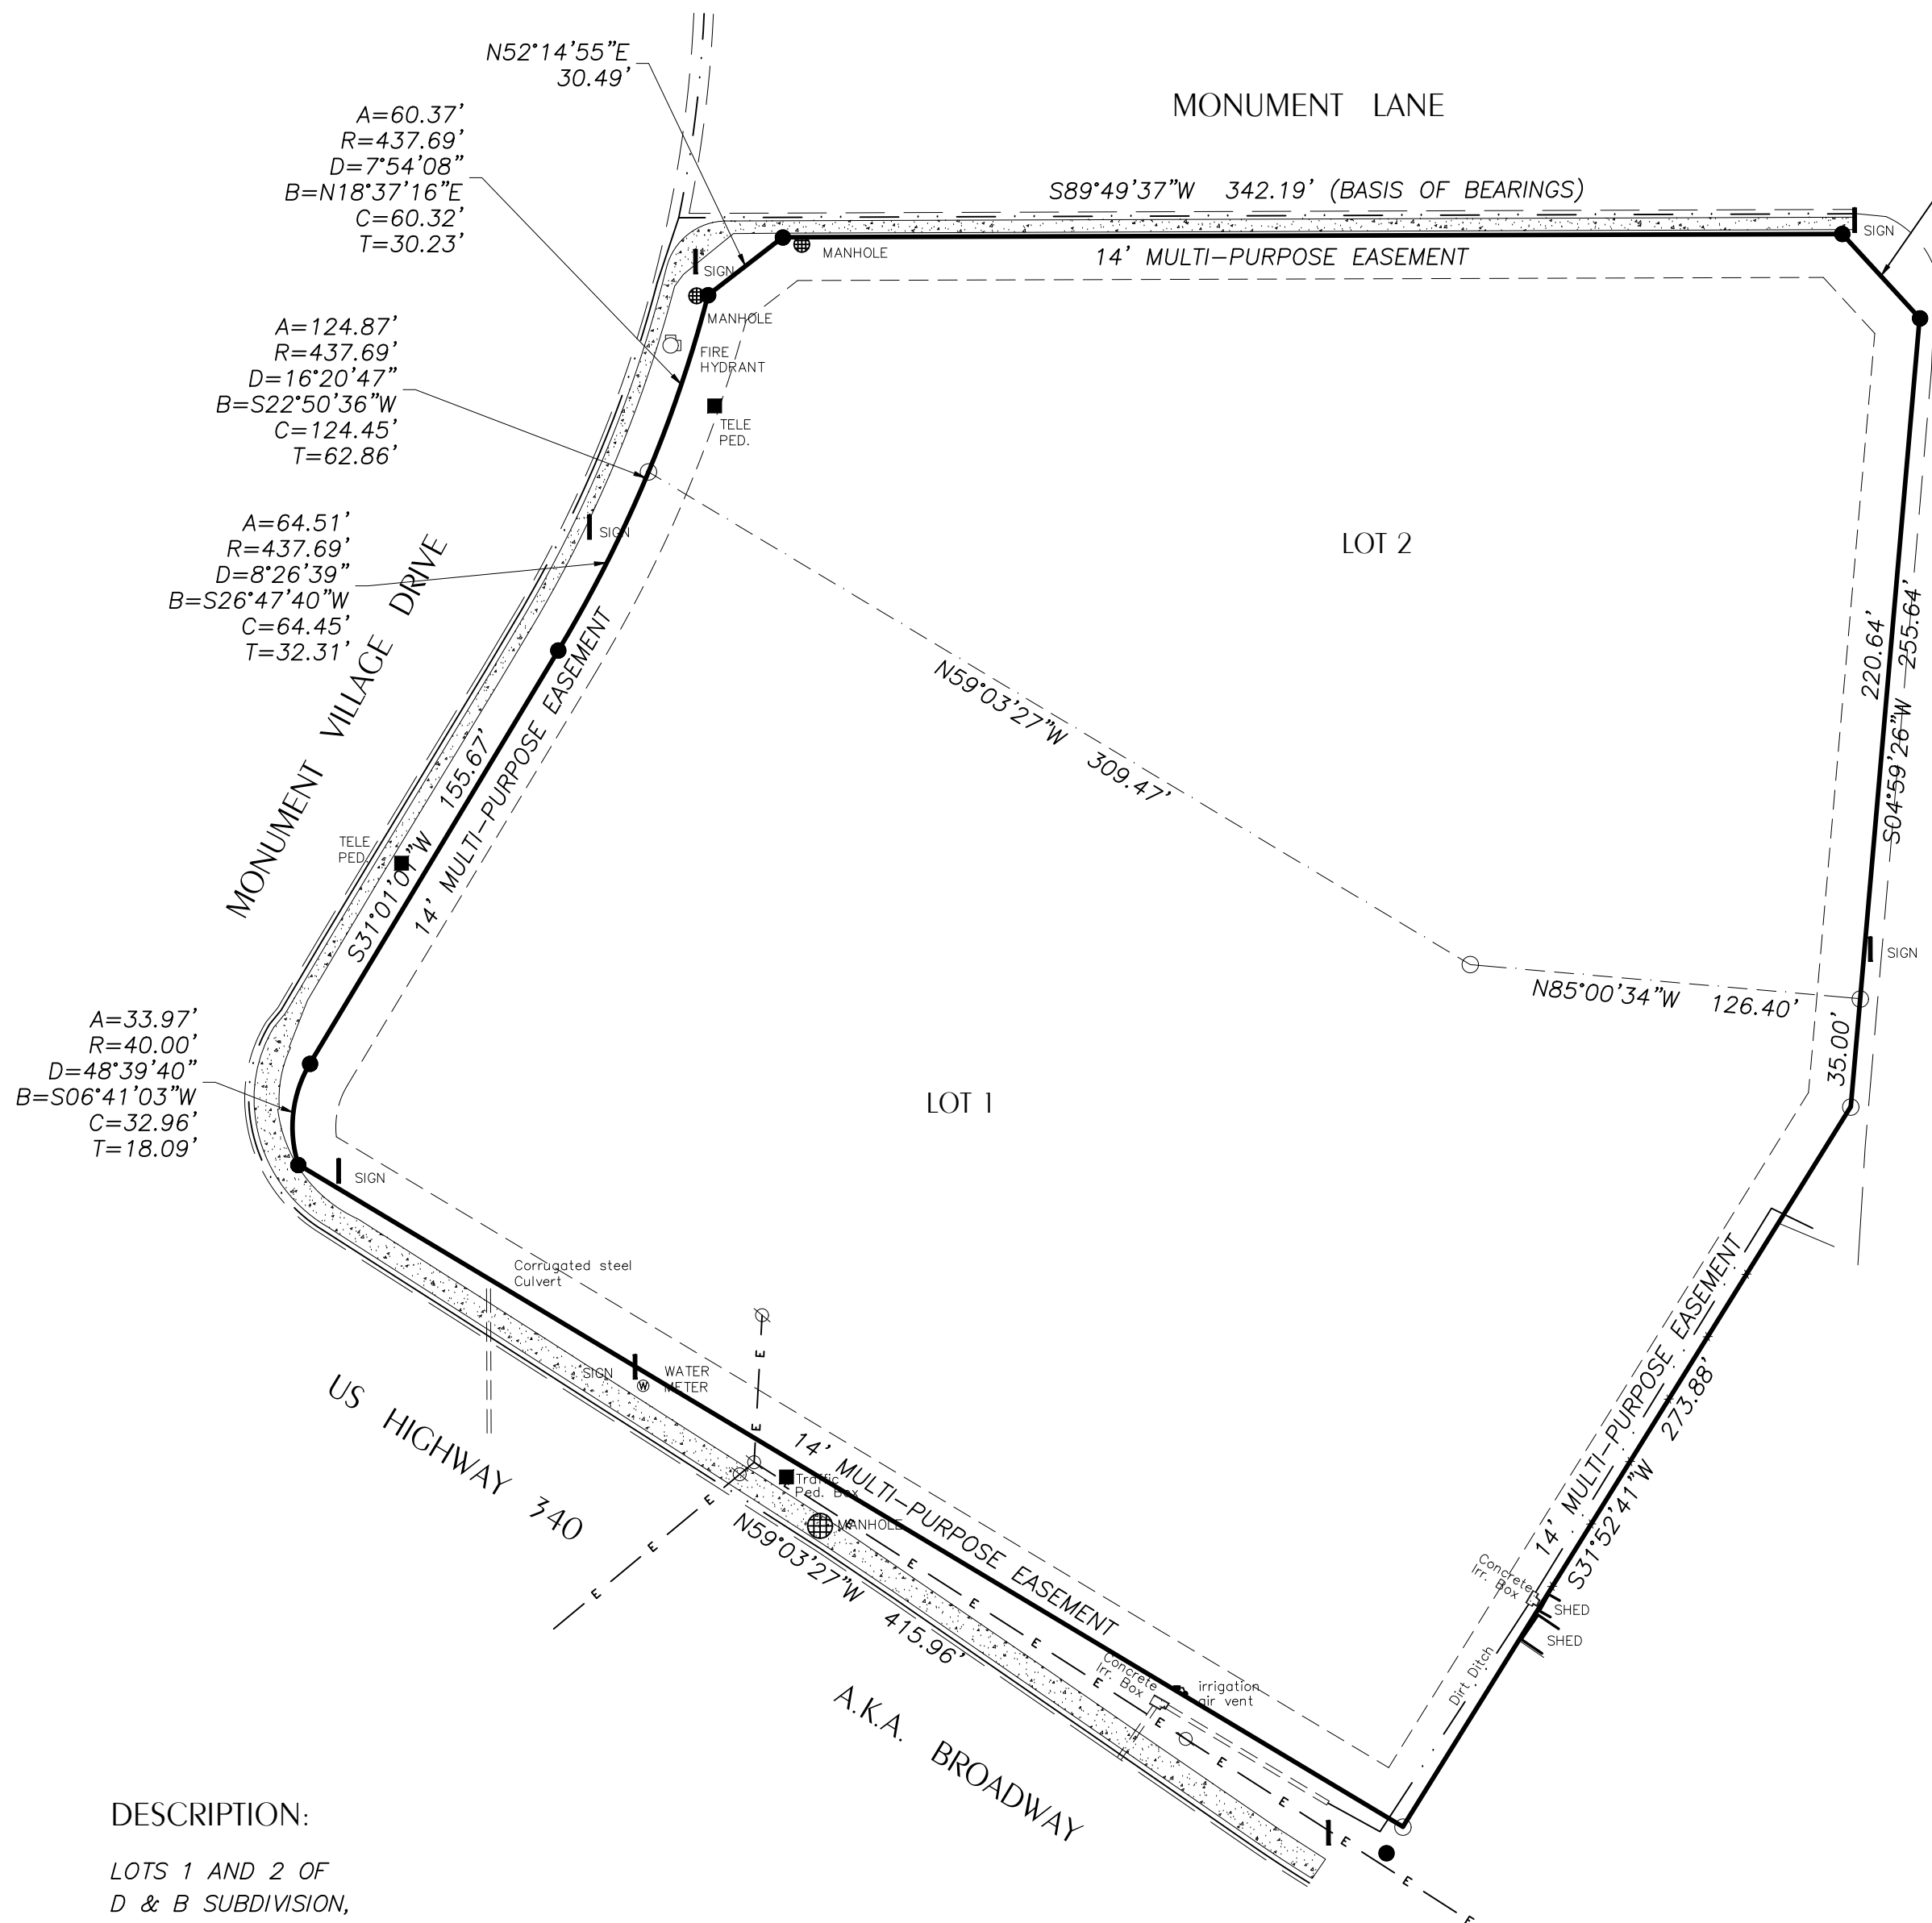 N52°14'55"E
30.49'
MONUMENT LANE
A=60.37'
R=437.69'
D=7°54'08"
B=N18°37'16"E
C=60.32'
T=30.23'
S89°49'37"W 342.19' (BASIS OF BEARINGS)
SIGN
MANHOLE
14' MULTI-PURPOSE EASEMENT
SIGN
MANHOLE
FIRE
HYDRANT
A=124.87'
R=437.69'
D=16°20'47"
B=S22°50'36"W
C=124.45'
T=62.86'
TELE
PED.
A=64.51'
R=437.69'
D=8°26'39"
B=S26°47'40"W
C=64.45'
T=32.31'
SIGN
LOT 2
MONUMENT VILLAGE DRIVE
220.64'
S04°59'26"W 255.64'
N59°03'27"W 309.47'
S31°01'01"W 155.67'
14' MULTI-PURPOSE EASEMENT
TELE
PED.
SIGN
N85°00'34"W 126.40'
35.00'
A=33.97'
R=40.00'
D=48°39'40"
B=S06°41'03"W
C=32.96'
T=18.09'
LOT 1
SIGN
Corrugated steel
Culvert
E
SIGN
WATER
METER
W
E
US HIGHWAY 340
14' MULTI-PURPOSE EASEMENT
S31°52'41"W 273.88'
Traffic
Ped. Box
MANHOLE
14' MULTI-PURPOSE EASEMENT
N59°03'27"W 415.96'
E
E
E
E
E
E
E
E
Concrete
Irr. Box
SHED
SHED
Dirt Ditch
Concrete
Irr. Box
irrigation
air vent
E
E
E
E
E
E
A.K.A. BROADWAY
DESCRIPTION:
LOTS 1 AND 2 OF
D & B SUBDIVISION,